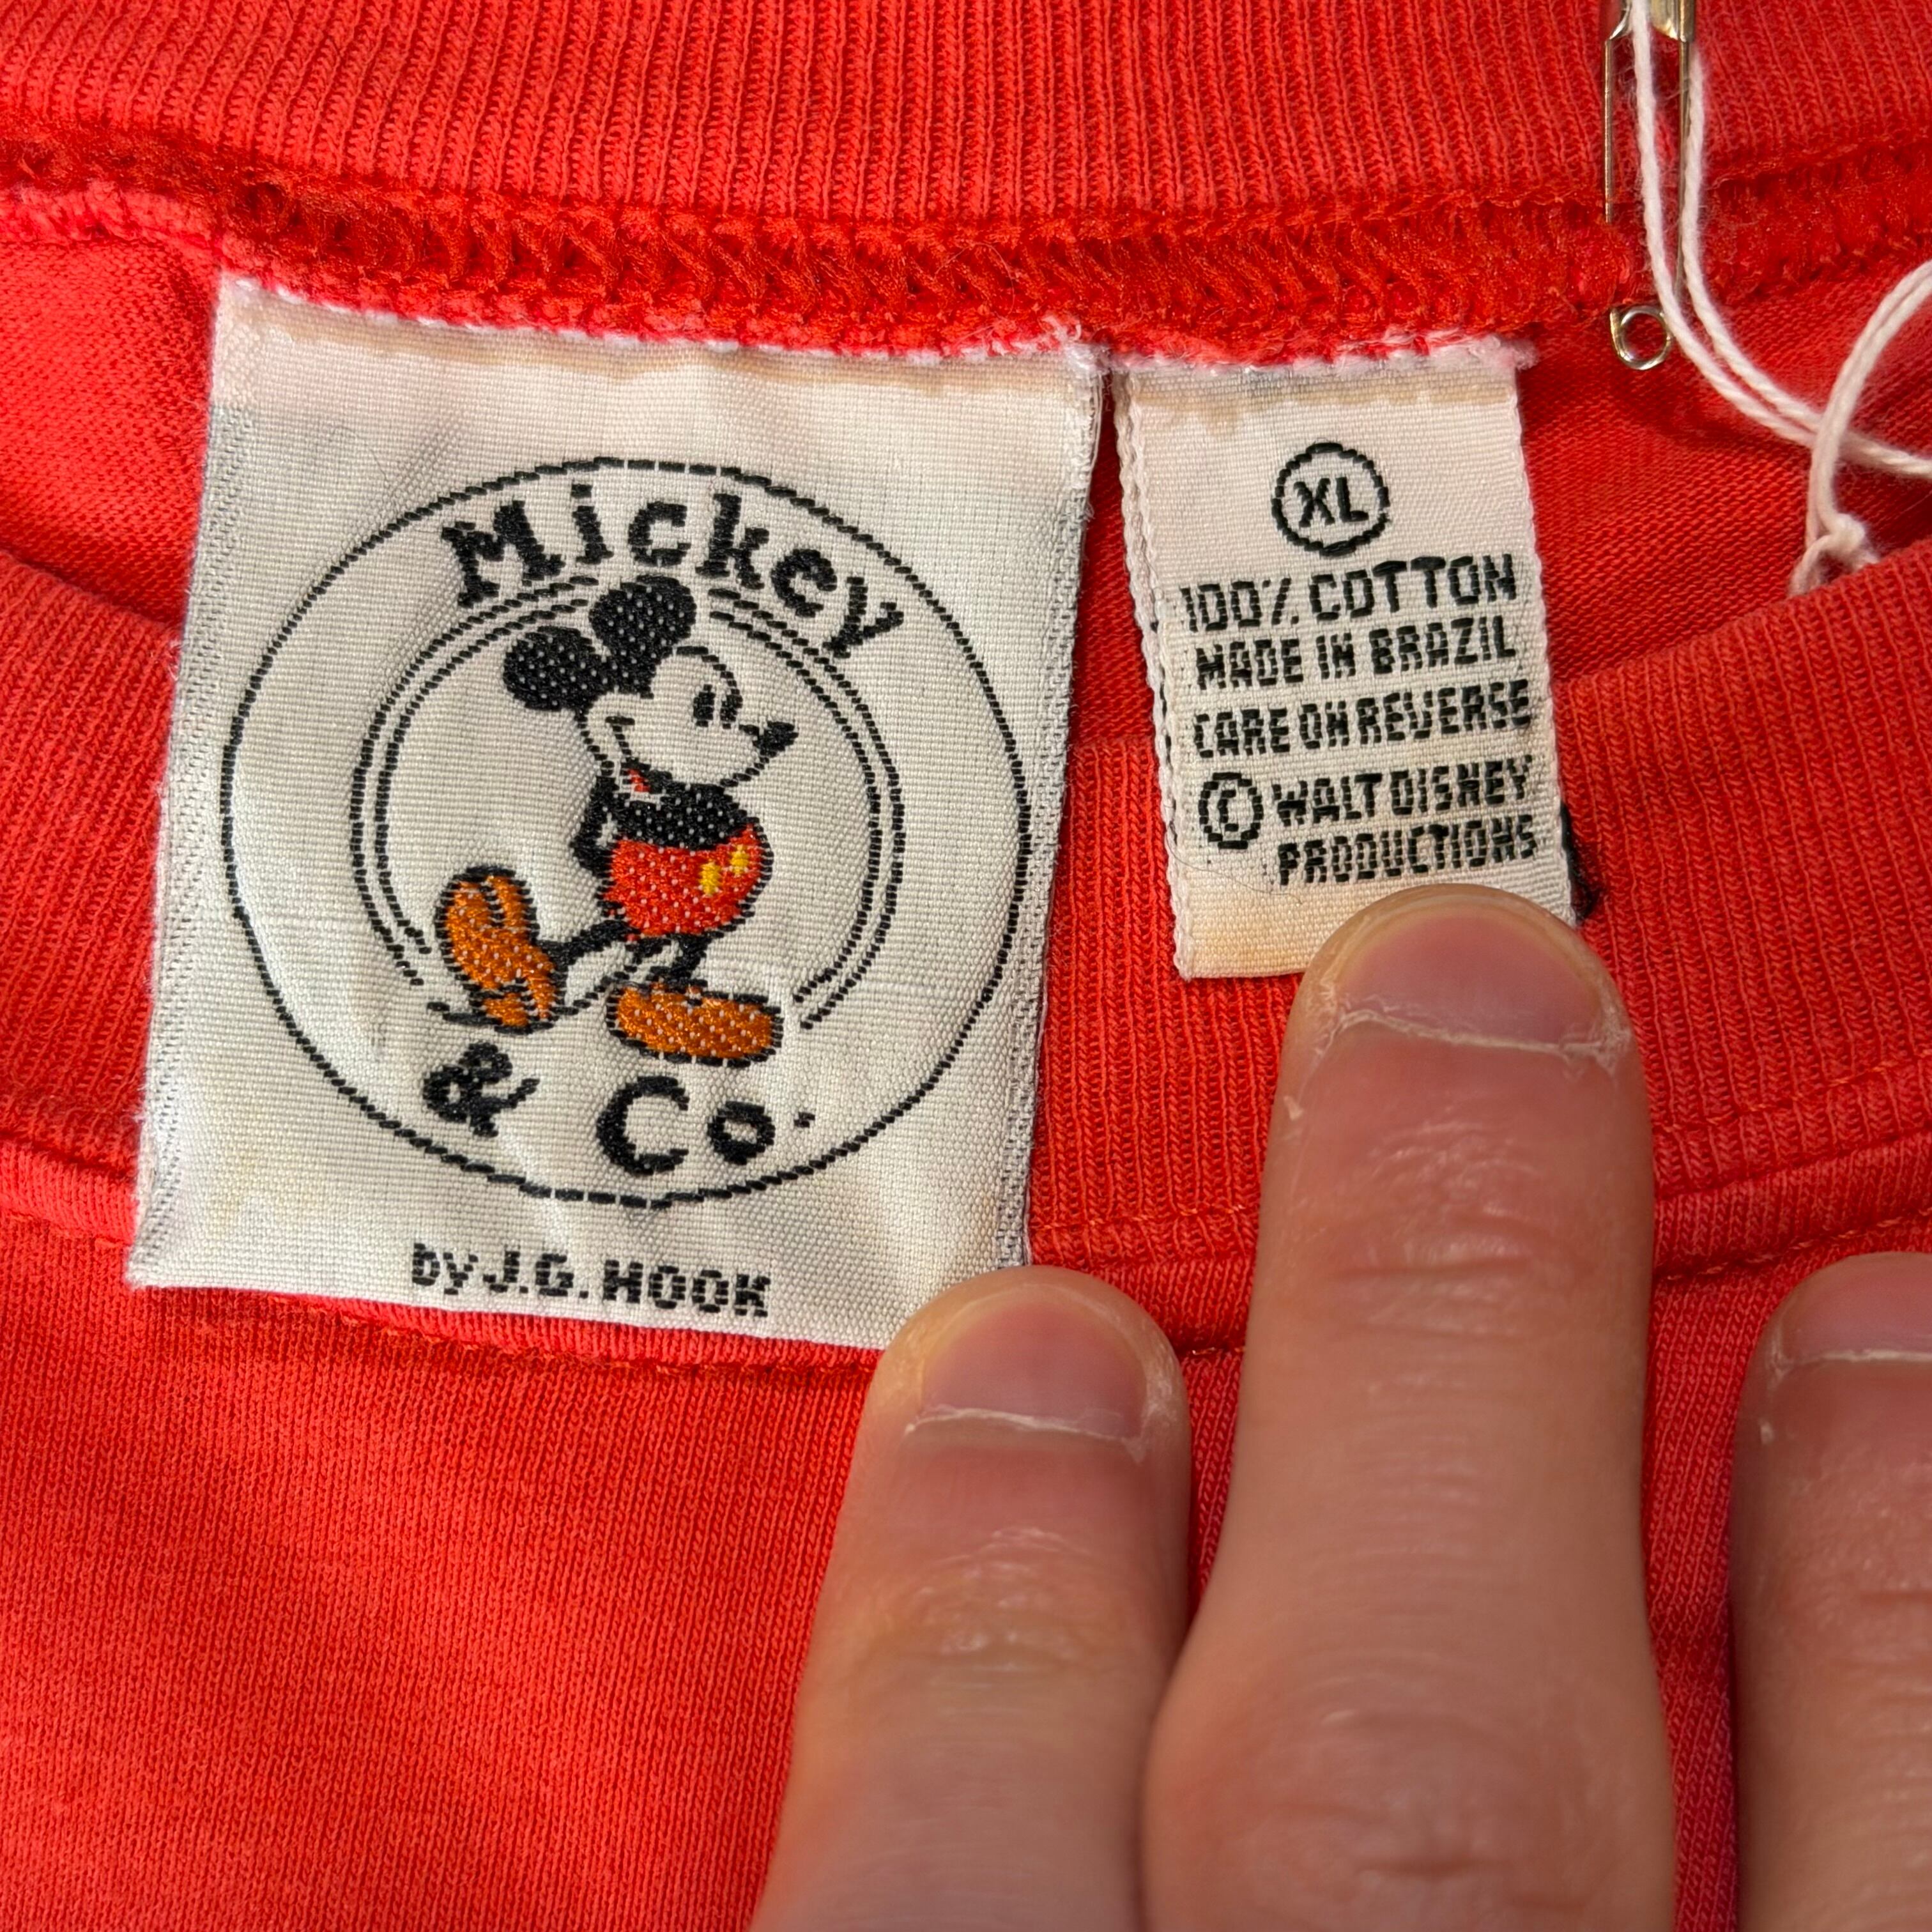 Mickey
& Co.
by J.G. HOOK
XL
100% COTTON
MADE IN BRAZIL
CARE ON REVERSE
© WALT DISNEY
PRODUCTIONS